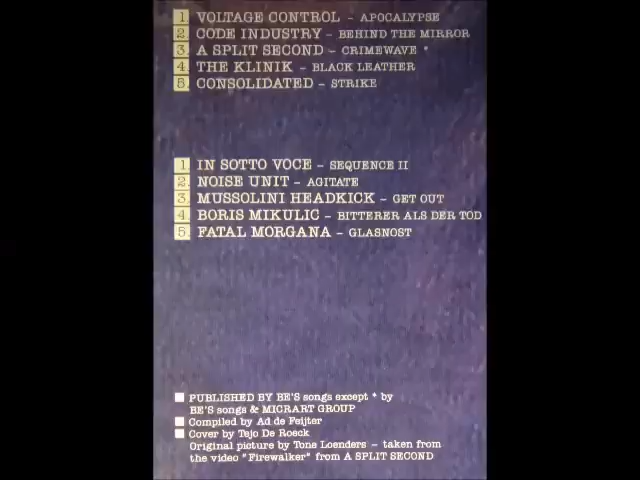 1 VOLTAGE CONTROL – APOCALYPSE
2. CODE INDUSTRY – BEHIND THE MIRROR
3. A SPLIT SECOND – CRIMEWAVE *
4. THE KLINIK – BLACK LEATHER
5. CONSOLIDATED – STRIKE
1. IN SOTTO VOCE – SEQUENCE II
2. NOISE UNIT – AGITATE
3 MUSSOLINI HEADKICK – GET OUT
4 BORIS MIKULIC – BITTERER ALS DER TOD
5. FATAL MORGANA – GLASNOST
PUBLISHED BY BE'S songs except * by
BE'S songs & MICRART GROUP
Compiled by Ad de Feijter
Cover by Tejo De Roeck
Original picture by Tone Loenders – taken from
the video "Firewalker" from A SPLIT SECOND